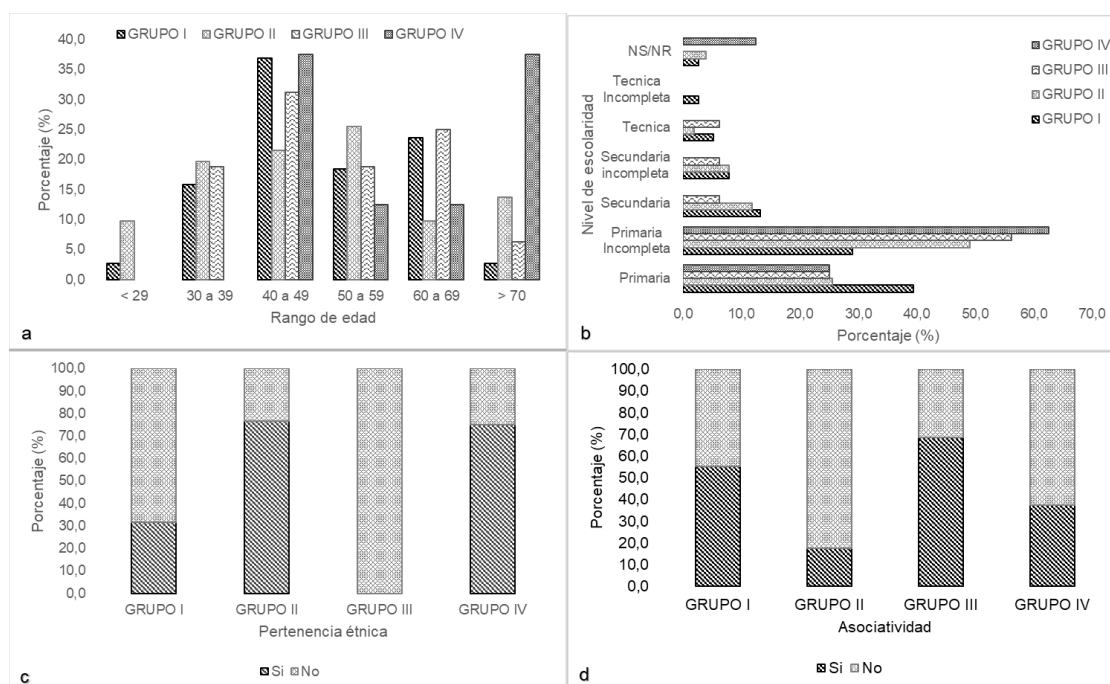 GRUPO I GRUPO II GRUPO III GRUPO IV
40,0
35,0
30,0
25,0
20,0
15,0
10,0
5,0
0,0
Porcentaje (%)
< 29 30 a 39 40 a 49 50 a 59 60 a 69 > 70
Rango de edad
a
NS/NR
Tecnica
Incompleta
Tecnica
Secundaria
incompleta
Secundaria
Primaria
Incompleta
Primaria
Nivel de escolaridad
GRUPO IV
GRUPO III
GRUPO II
GRUPO I
0,0 10,0 20,0 30,0 40,0 50,0 60,0 70,0
Porcentaje (%)
b
100,0
90,0
80,0
70,0
60,0
50,0
40,0
30,0
20,0
10,0
0,0
Porcentaje (%)
GRUPO I GRUPO II GRUPO III GRUPO IV
Pertenencia étnica
Si No
c
100,0
90,0
80,0
70,0
60,0
50,0
40,0
30,0
20,0
10,0
0,0
Porcentaje (%)
GRUPO I GRUPO II GRUPO III GRUPO IV
Asociatividad
Si No
d